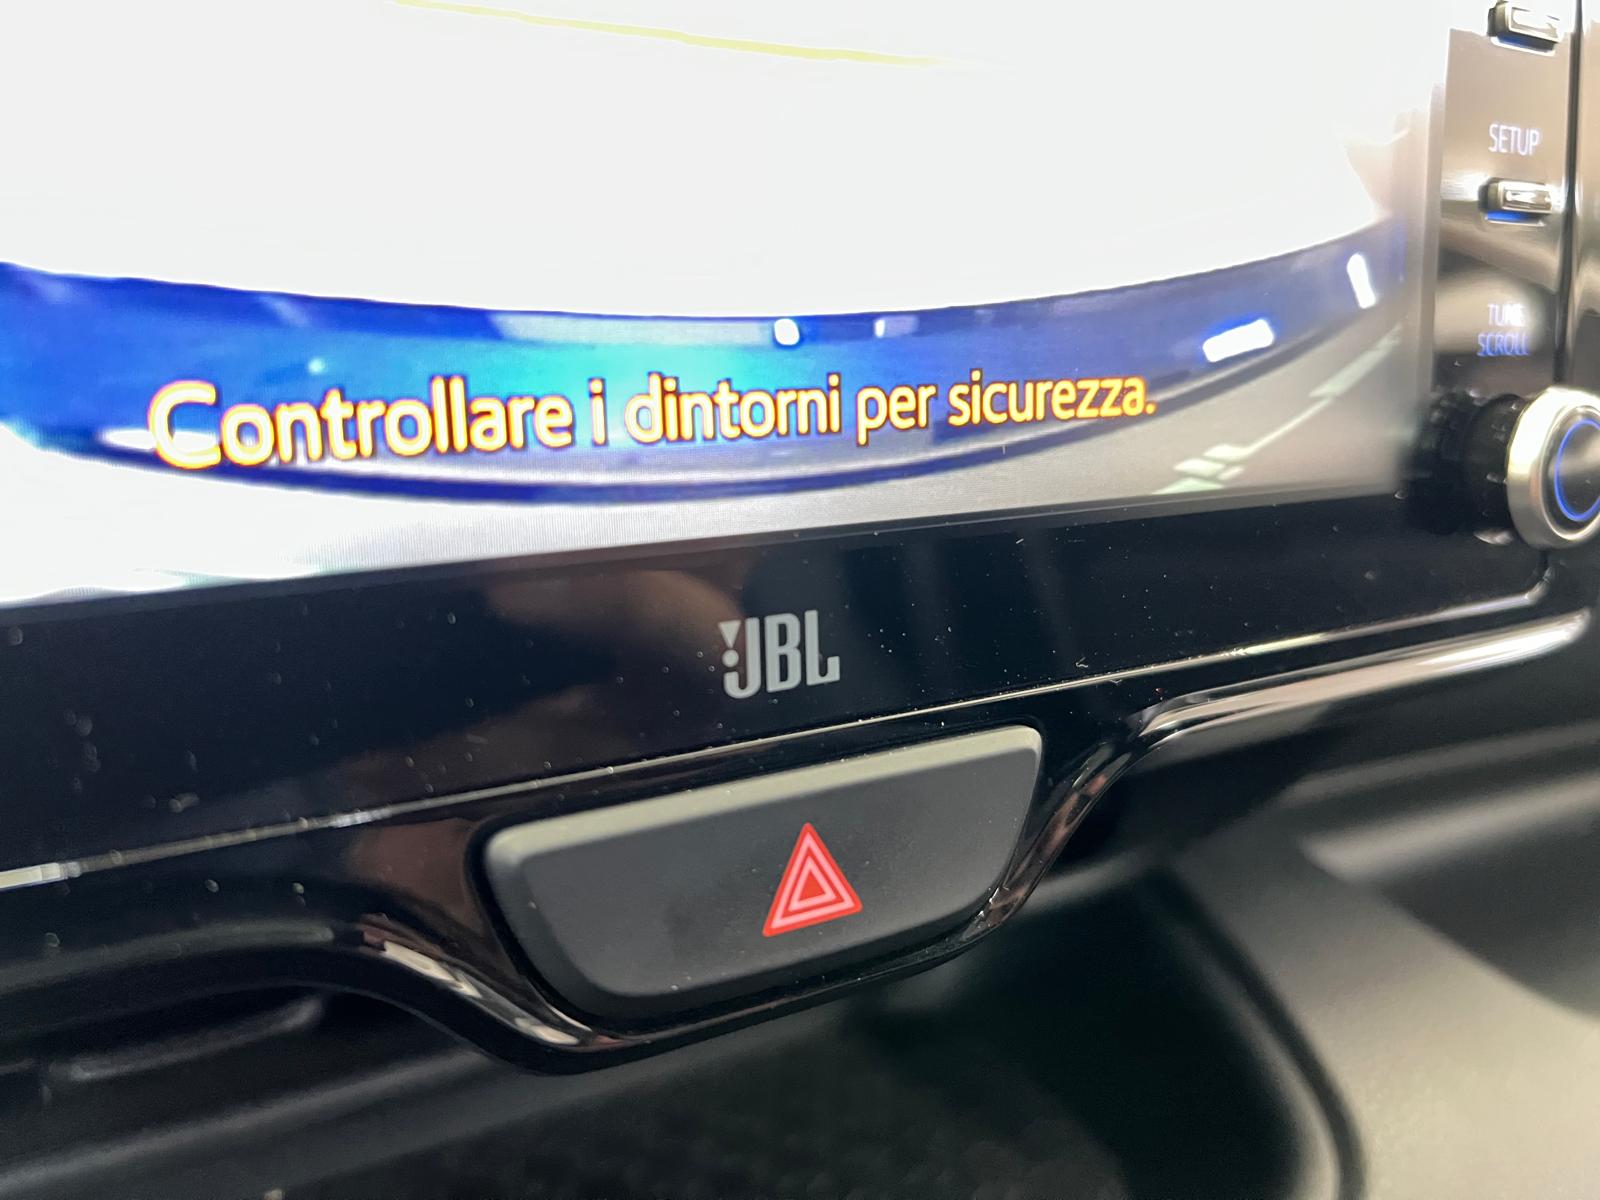 SETUP
TUNE
SCROLL
Controllare i dintorni per sicurezza.
JBL